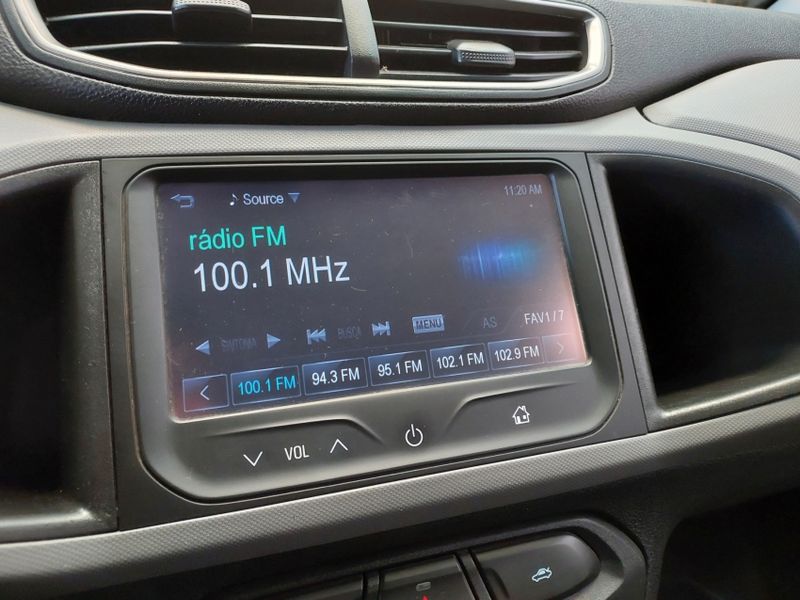 Source 11:20 AM
rádio FM
100.1 MHz
SINTONIA BUSCA MENU AS FAV1 / 7
100.1 FM 94.3 FM 95.1 FM 102.1 FM 102.9 FM
VOL